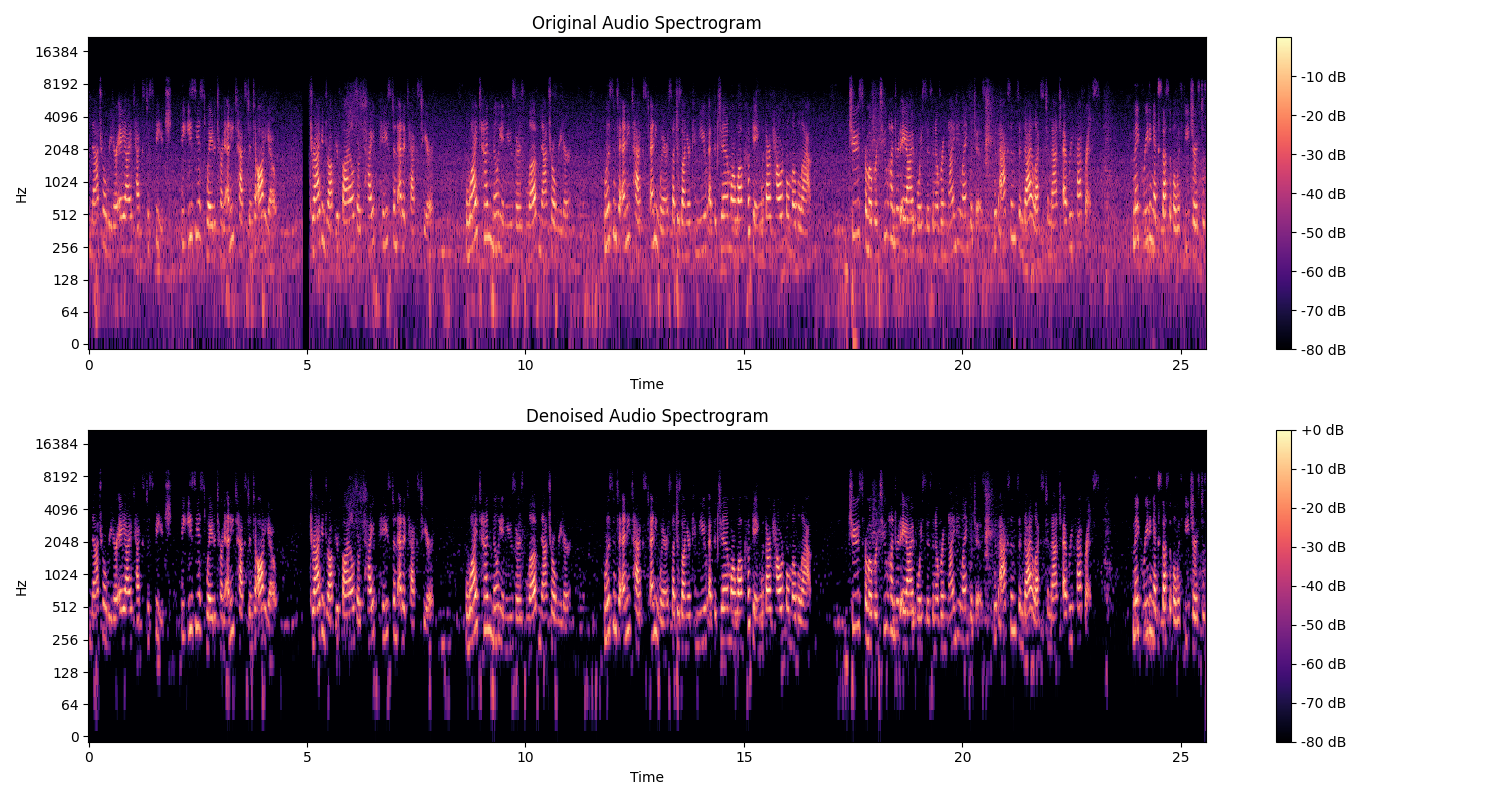 Original Audio Spectrogram
16384
8192
4096
2048
1024
512
256
128
64
0
Hz
0 5 10 15 20 25
Time
-10 dB
-20 dB
-30 dB
-40 dB
-50 dB
-60 dB
-70 dB
-80 dB
Denoised Audio Spectrogram
16384
8192
4096
2048
1024
512
256
128
64
0
Hz
0 5 10 15 20 25
Time
+0 dB
-10 dB
-20 dB
-30 dB
-40 dB
-50 dB
-60 dB
-70 dB
-80 dB